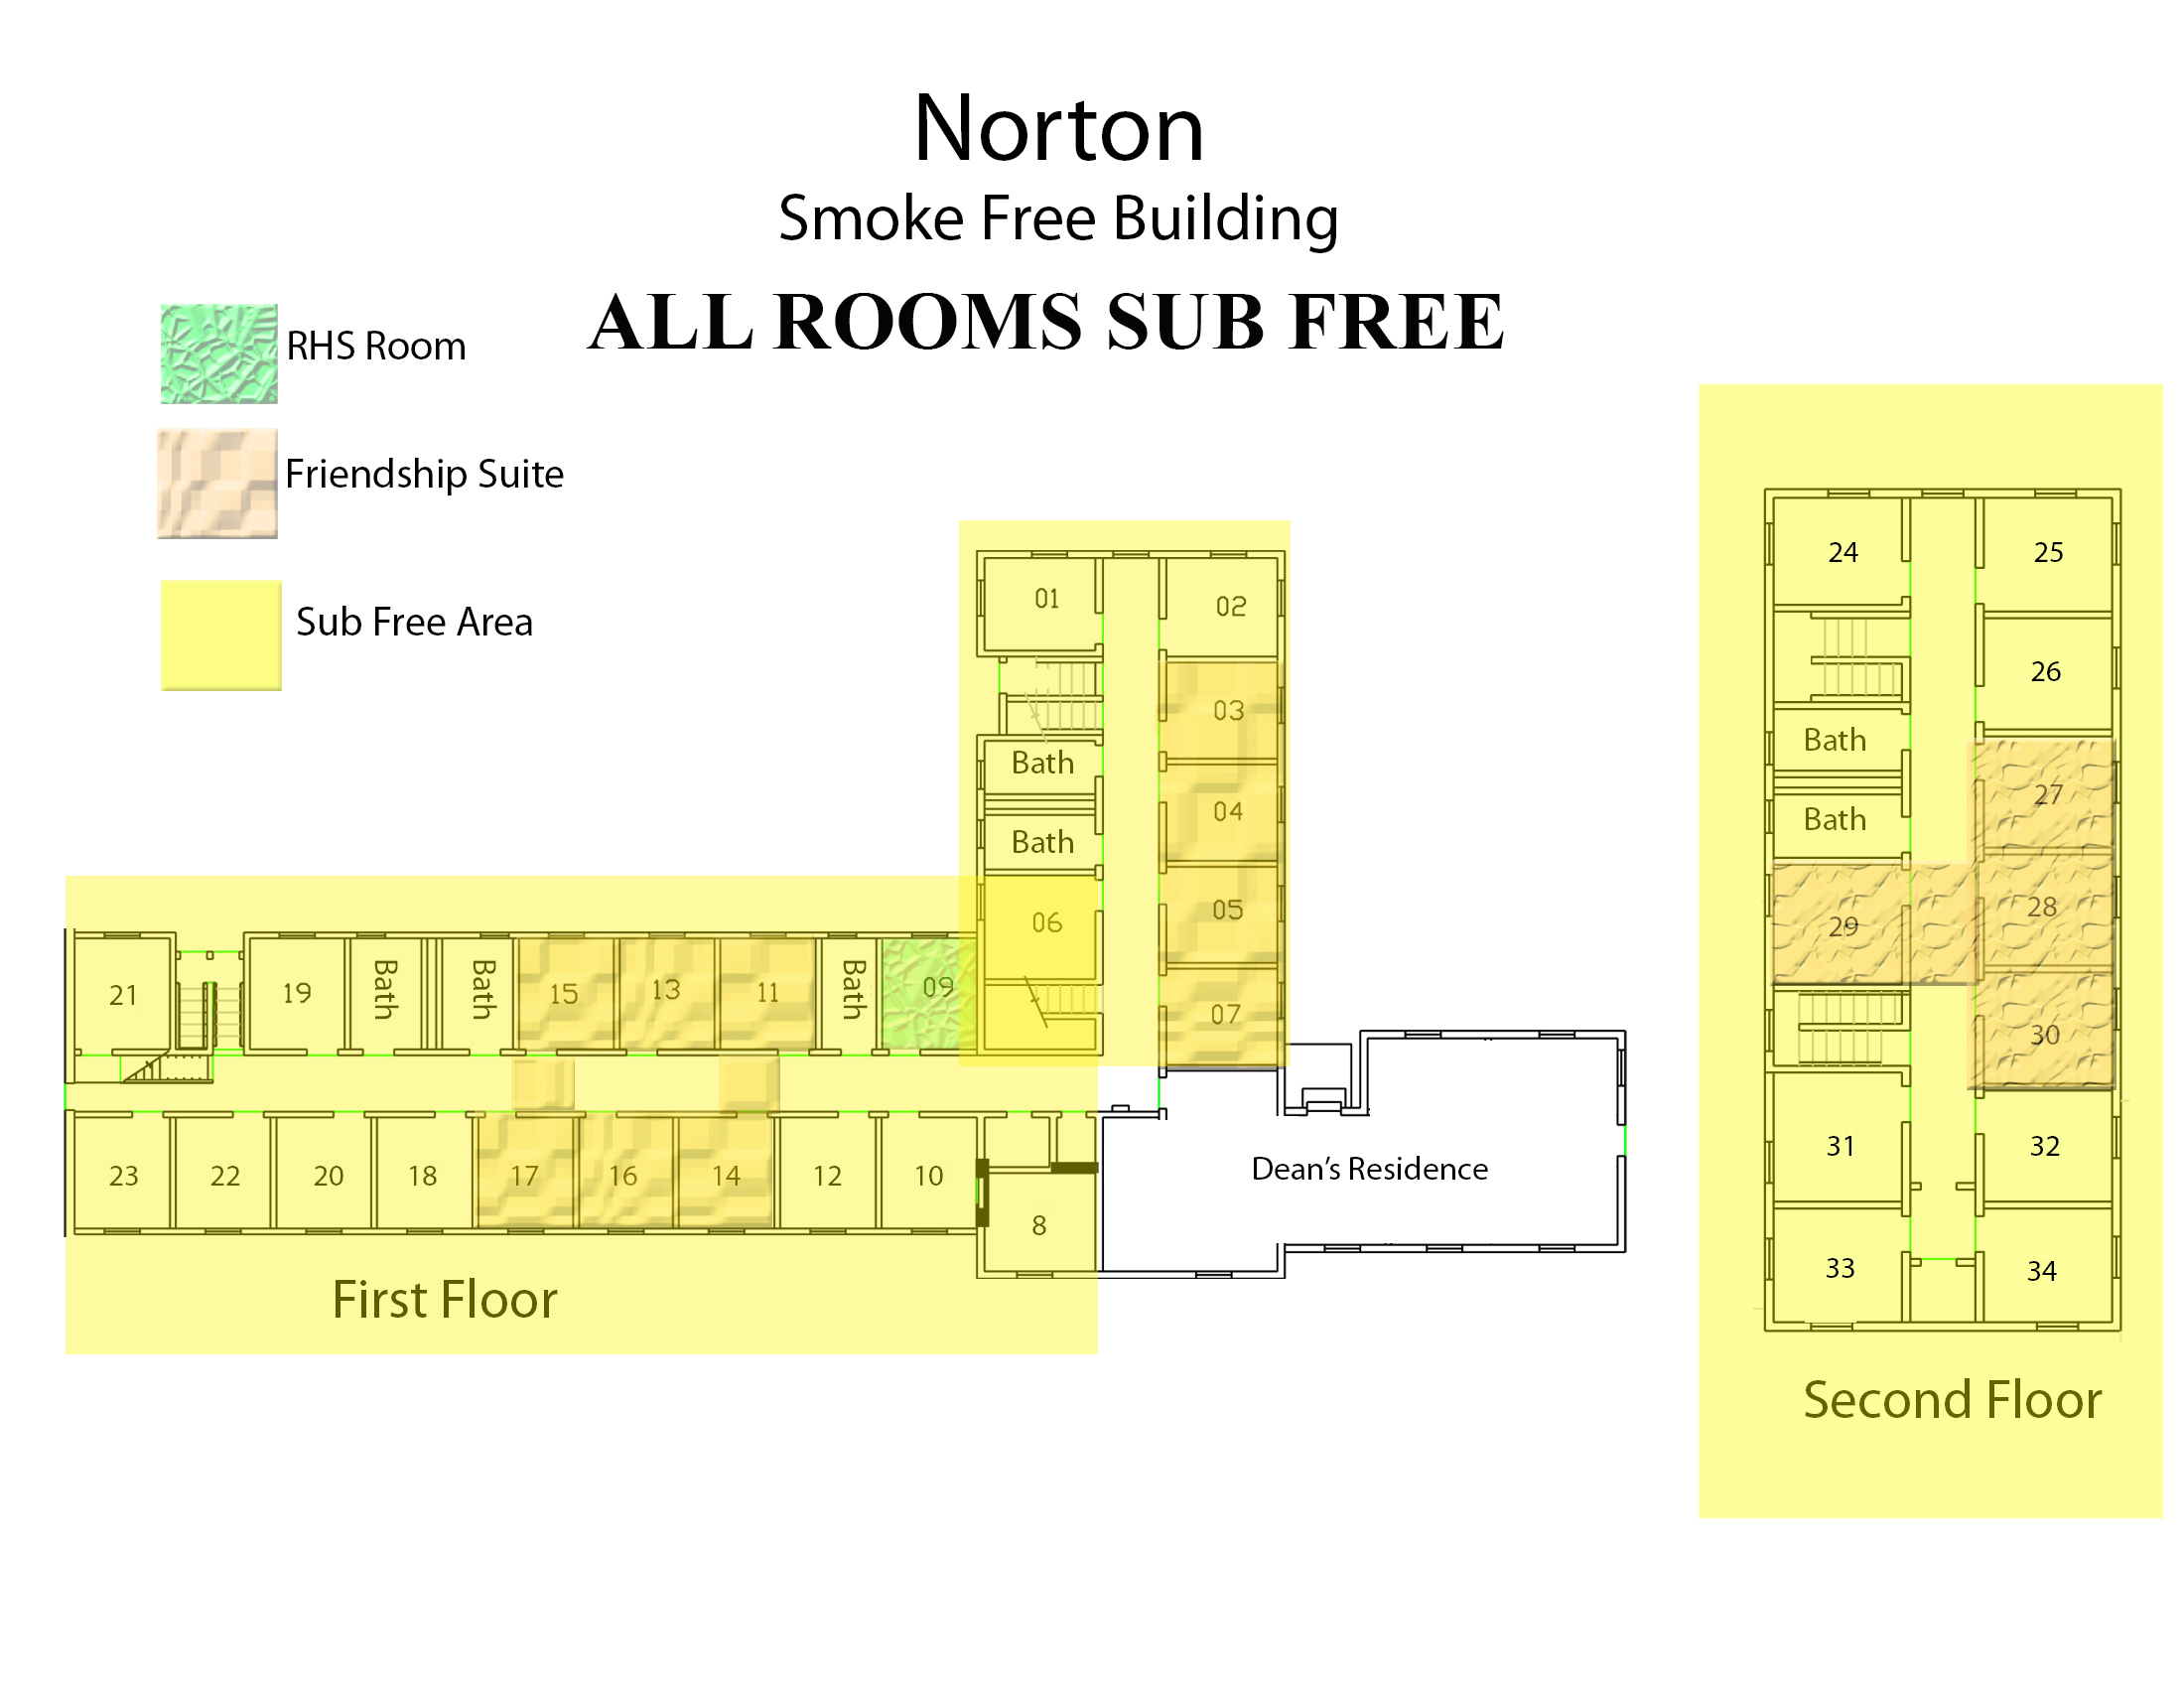 Norton
Smoke Free Building
ALL ROOMS SUB FREE
RHS Room
Friendship Suite
Sub Free Area
01
02
03
Bath
04
Bath
05
06
07
21
19
Bath
Bath
15
13
11
Bath
09
23
22
20
18
17
16
14
12
10
8
Dean's Residence
First Floor
24
25
26
Bath
27
Bath
28
29
30
31
32
33
34
Second Floor